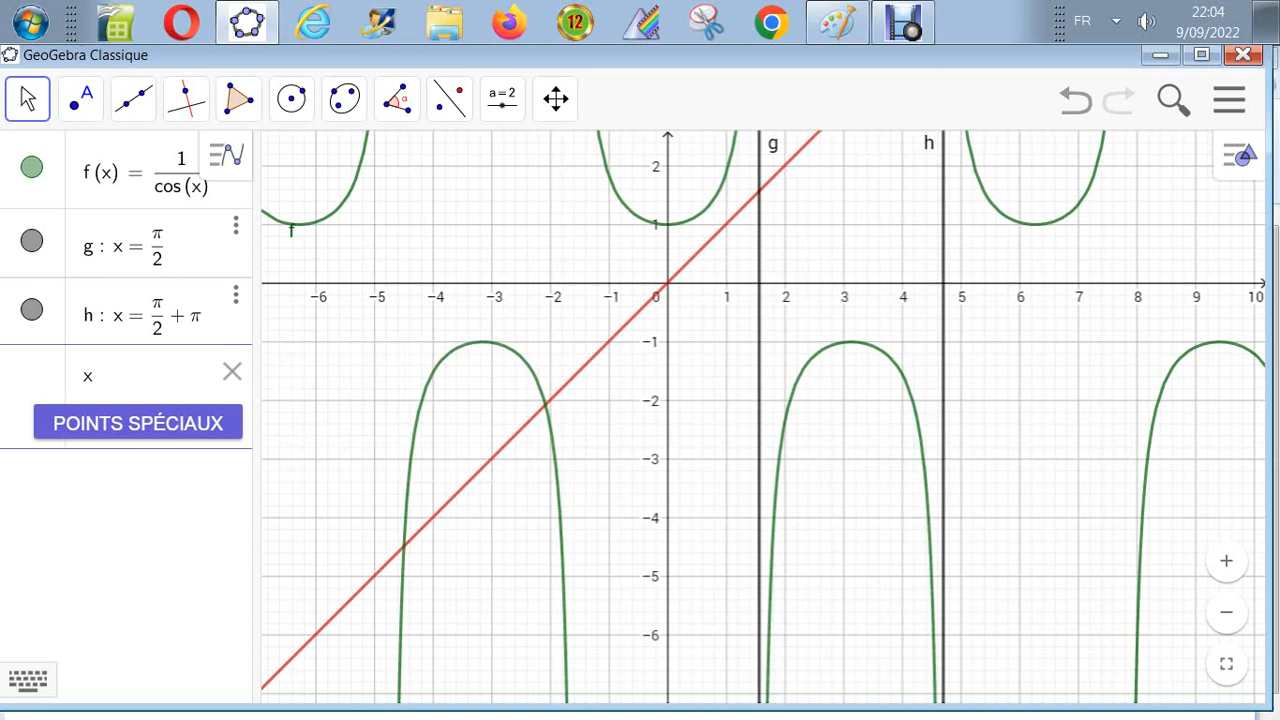 12
FR
22:04
9/09/2022
GeoGebra Classique
A
α
a = 2
f (x) = 1 / cos (x)
g : x = π / 2
h : x = π / 2 + π
x
POINTS SPÉCIAUX
g
h
f
2
1
−6 −5 −4 −3 −2 −1 0 1 2 3 4 5 6 7 8 9 10
−1
−2
−3
−4
−5
−6